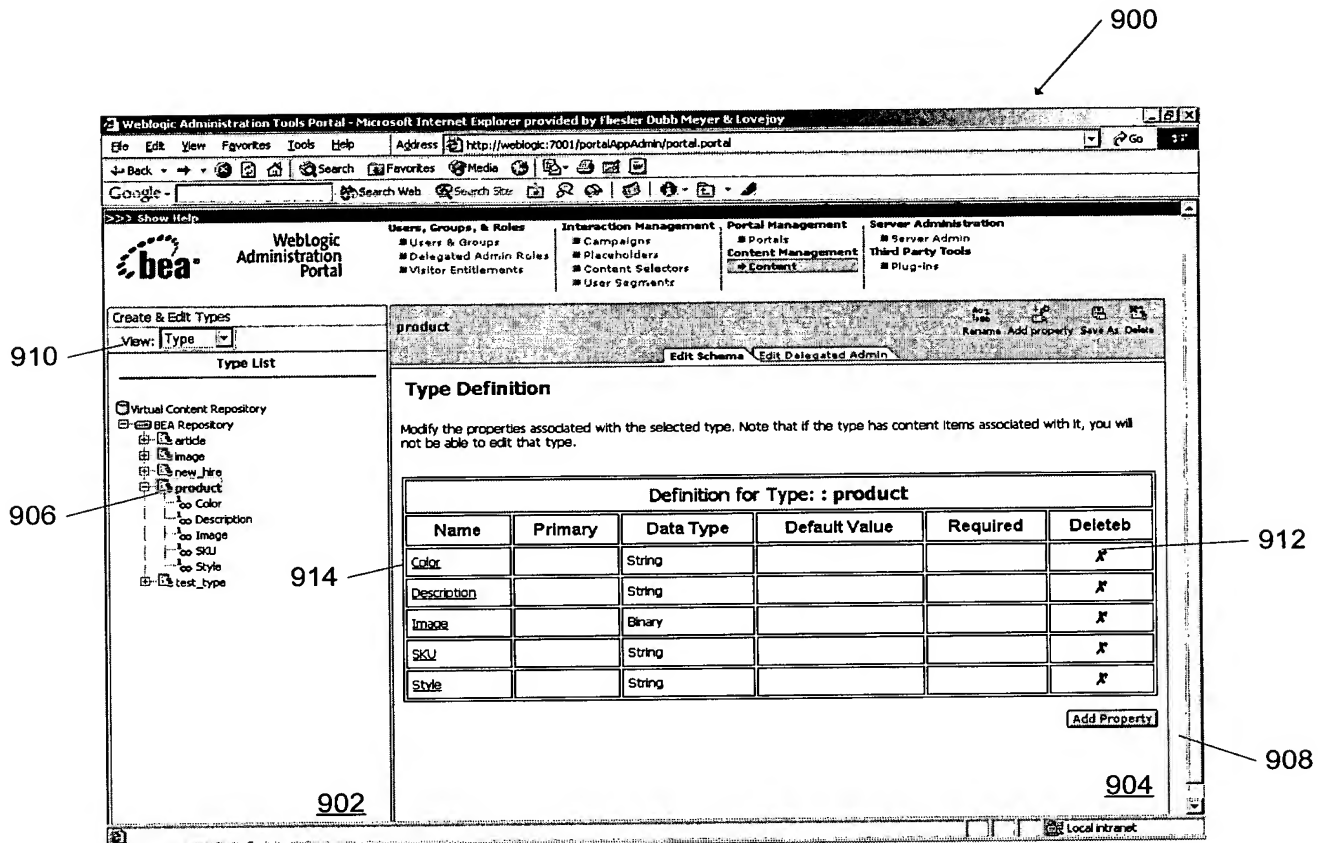 900
Weblogic Administration Tools Portal - Microsoft Internet Explorer provided by Fliesler Dubb Meyer & Lovejoy
File Edit View Favorites Tools Help Address http://weblogic:7001/portalAppAdmin/portal.portal Go
Back Search Favorites Media
Google - Search Web Search Site
>>> Show Help
bea
WebLogic
Administration
Portal
Users, Groups, & Roles
Users & Groups
Delegated Admin Roles
Visitor Entitlements
Interaction Management
Campaigns
Placeholders
Content Selectors
User Segments
Portal Management
Portals
Content Management
Content
Server Administration
Server Admin
Third Party Tools
Plug-ins
Create & Edit Types
View: Type
910
Type List
Virtual Content Repository
BEA Repository
article
image
new_hire
product
906
Color
Description
Image
SKU
Style
test_type
902
product
Rename Add property Save As Delete
Edit Schema Edit Delegated Admin
Type Definition
Modify the properties associated with the selected type. Note that if the type has content items associated with it, you will
not be able to edit that type.
Definition for Type: : product
Name Primary Data Type Default Value Required Deleteb
914 Color String X 912
Description String X
Image Binary X
SKU String X
Style String X
Add Property
908
904
Local intranet